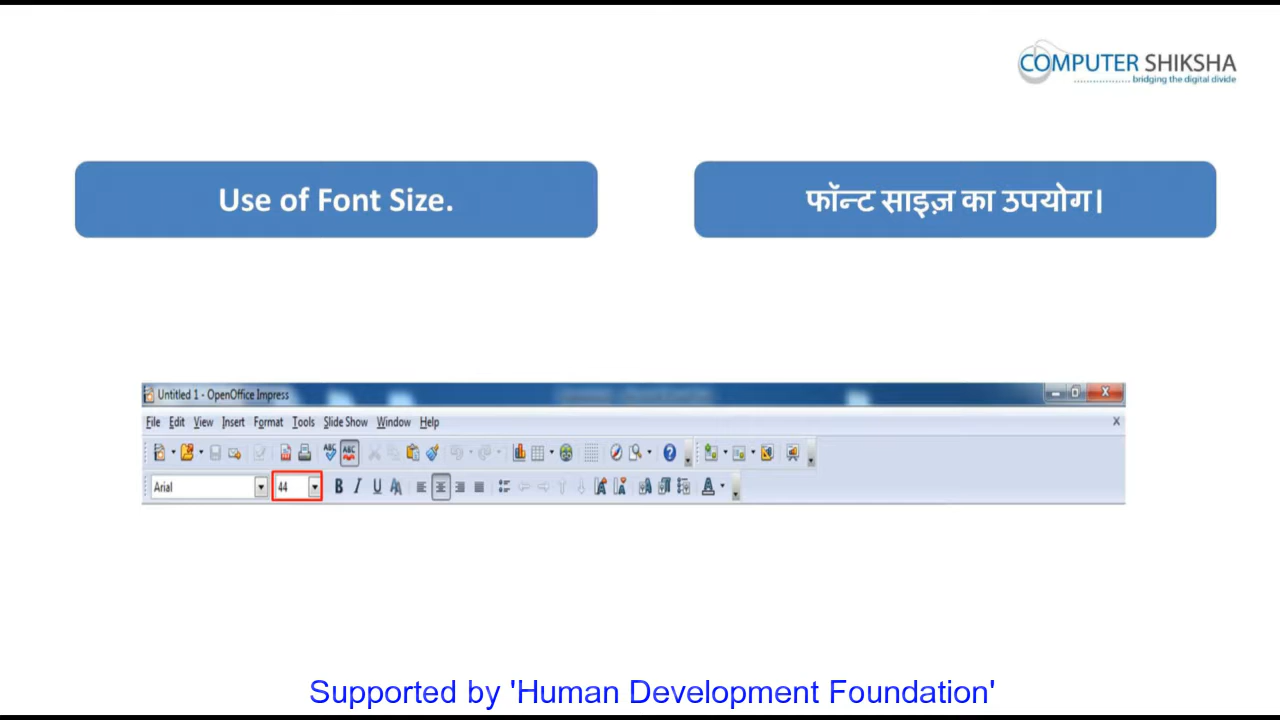 COMPUTER SHIKSHA
bridging the digital divide
Use of Font Size.
फॉन्ट साइज़ का उपयोग।
Untitled 1 - OpenOffice Impress
File Edit View Insert Format Tools Slide Show Window Help
Arial 44
Supported by 'Human Development Foundation'